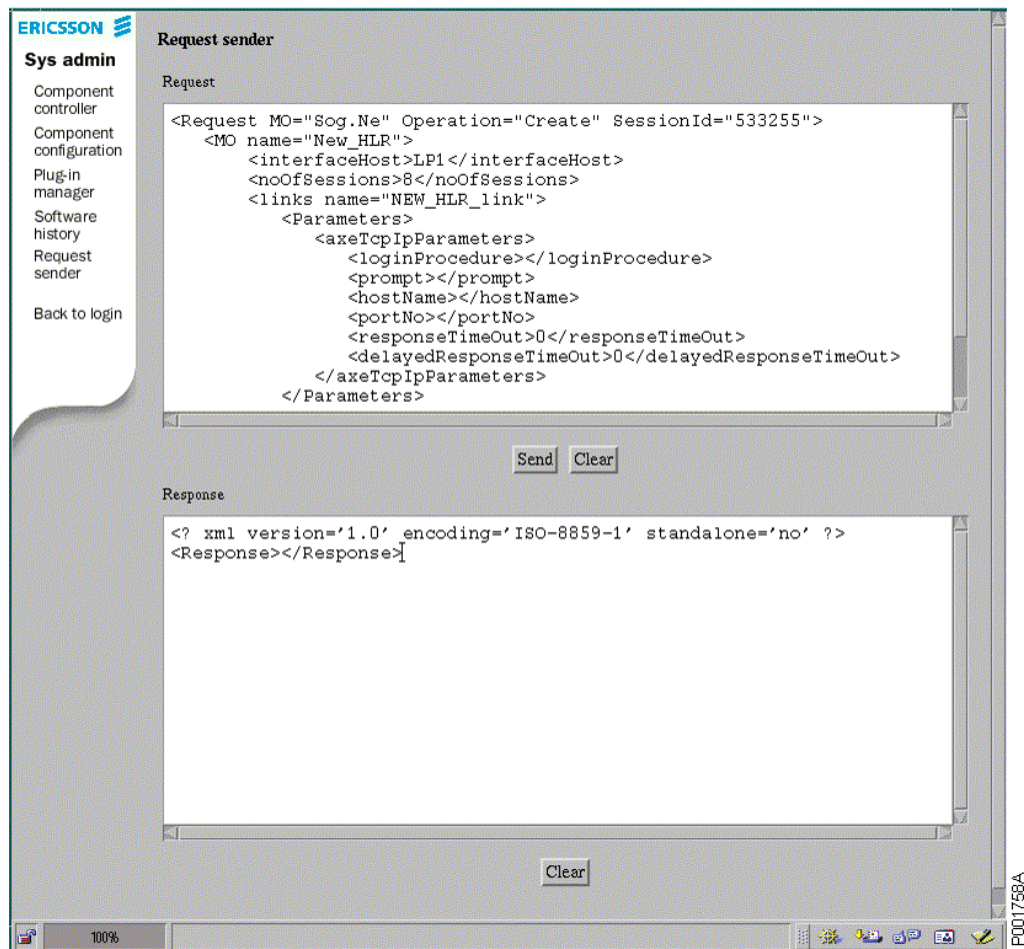 ERICSSON
Sys admin
Component
controller
Component
configuration
Plug-in
manager
Software
history
Request
sender
Back to login
Request sender
Request
<Request MO="Sog.Ne" Operation="Create" SessionId="533255">
<MO name="New_HLR">
<interfaceHost>LP1</interfaceHost>
<noOfSessions>8</noOfSessions>
<links name="NEW_HLR_link">
<Parameters>
<axeTcpIpParameters>
<loginProcedure></loginProcedure>
<prompt></prompt>
<hostName></hostName>
<portNo></portNo>
<responseTimeOut>0</responseTimeOut>
<delayedResponseTimeOut>0</delayedResponseTimeOut>
</axeTcpIpParameters>
</Parameters>
Send Clear
Response
<? xml version='1.0' encoding='ISO-8859-1' standalone='no' ?>
<Response></Response>
Clear
100%
P001758A